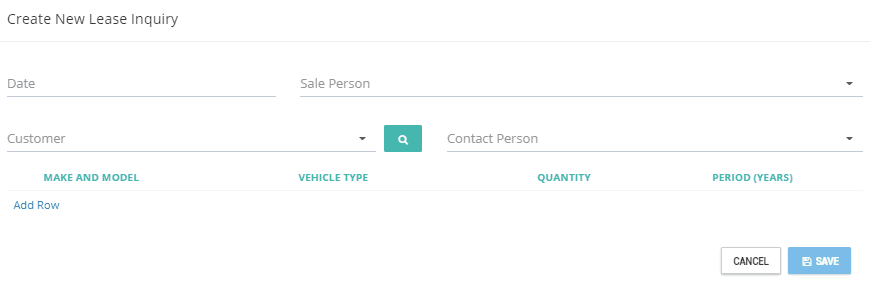 Create New Lease Inquiry
Date Sale Person
Customer Contact Person
MAKE AND MODEL VEHICLE TYPE QUANTITY PERIOD (YEARS)
Add Row
CANCEL SAVE